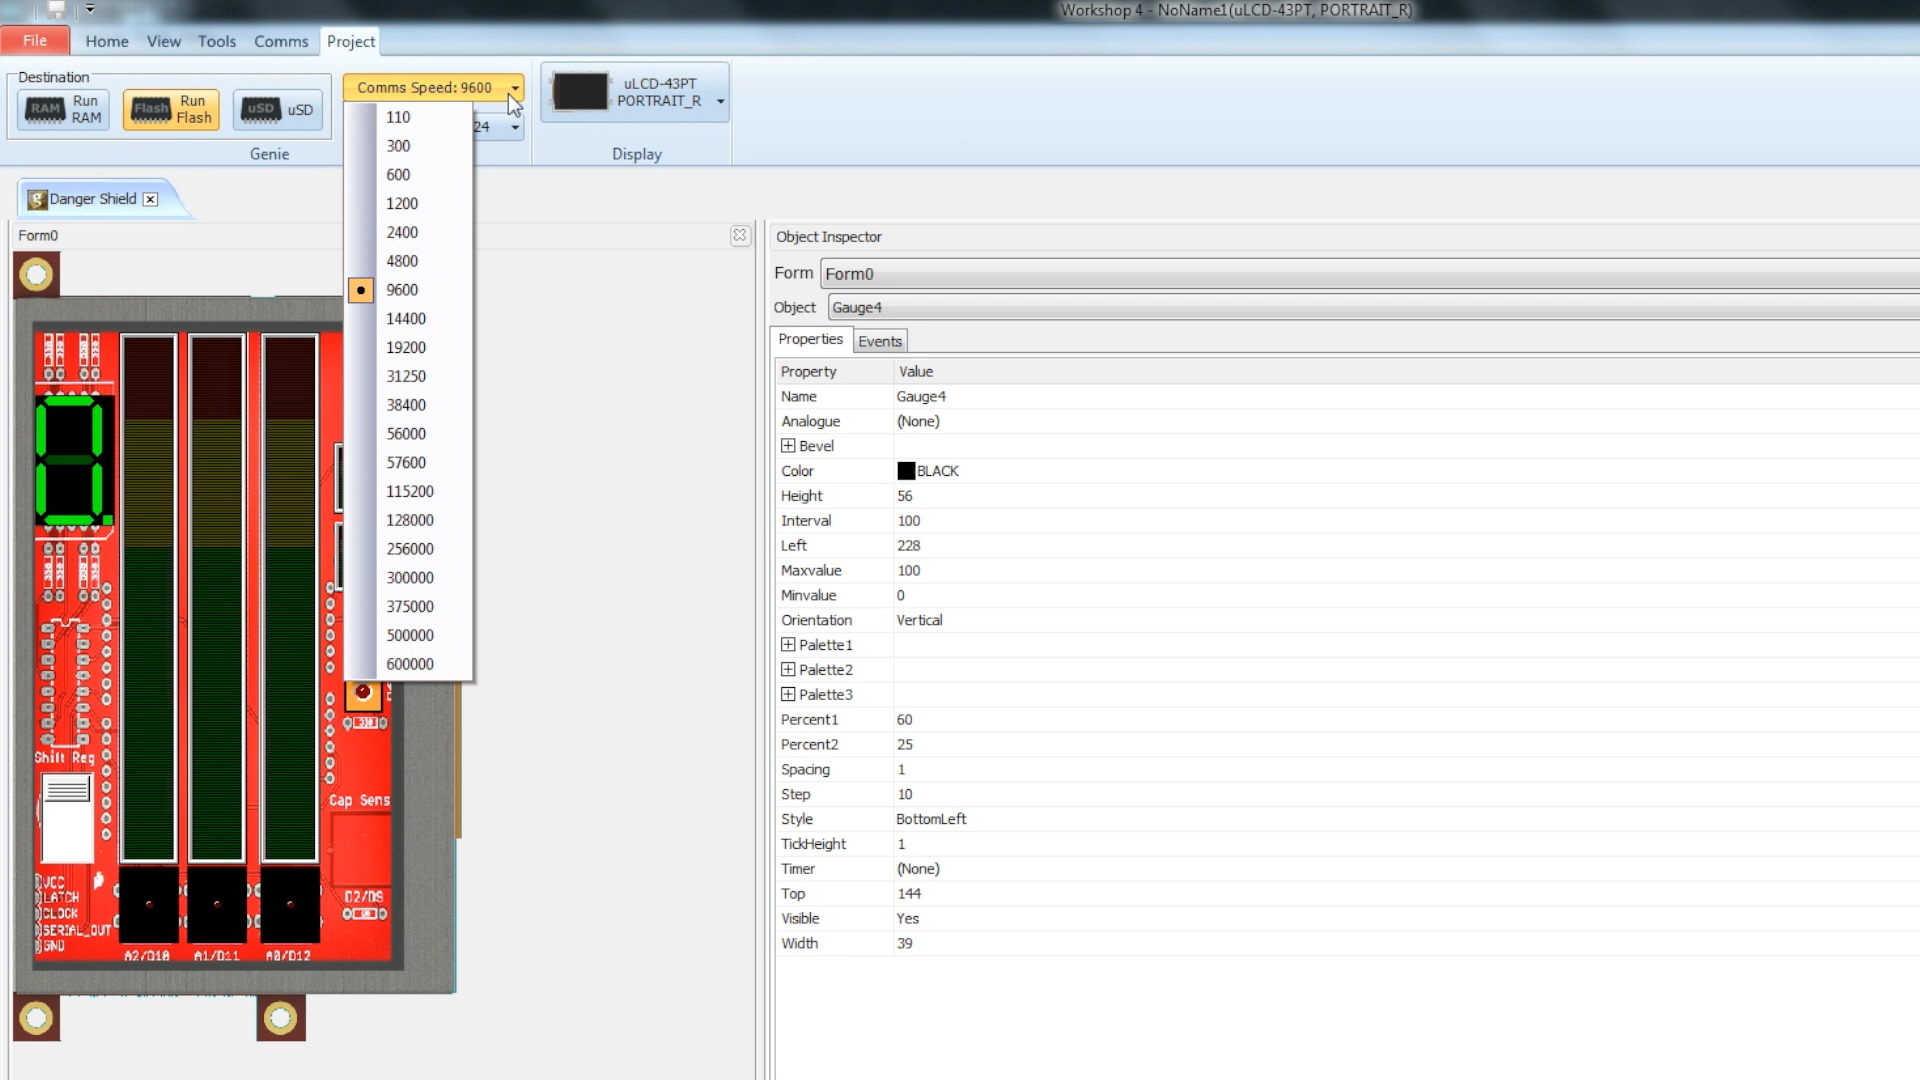 Workshop 4 - NoName1(uLCD-43PT, PORTRAIT_R)
File Home View Tools Comms Project
Destination
RAM Run RAM
Flash Run Flash
uSD uSD
Genie
Comms Speed: 9600
24
uLCD-43PT
PORTRAIT_R
Display
110
300
600
1200
2400
4800
9600
14400
19200
31250
38400
56000
57600
115200
128000
256000
300000
375000
500000
600000
Danger Shield
Form0
Shift Reg
VCC
LATCH
CLOCK
SERIAL_OUT
GND
A2/D10 A1/D11 A0/D12
330
Cap Sens
D2/D9
Object Inspector
Form Form0
Object Gauge4
Properties Events
Property Value
Name Gauge4
Analogue (None)
Bevel
Color BLACK
Height 56
Interval 100
Left 228
Maxvalue 100
Minvalue 0
Orientation Vertical
Palette1
Palette2
Palette3
Percent1 60
Percent2 25
Spacing 1
Step 10
Style BottomLeft
TickHeight 1
Timer (None)
Top 144
Visible Yes
Width 39